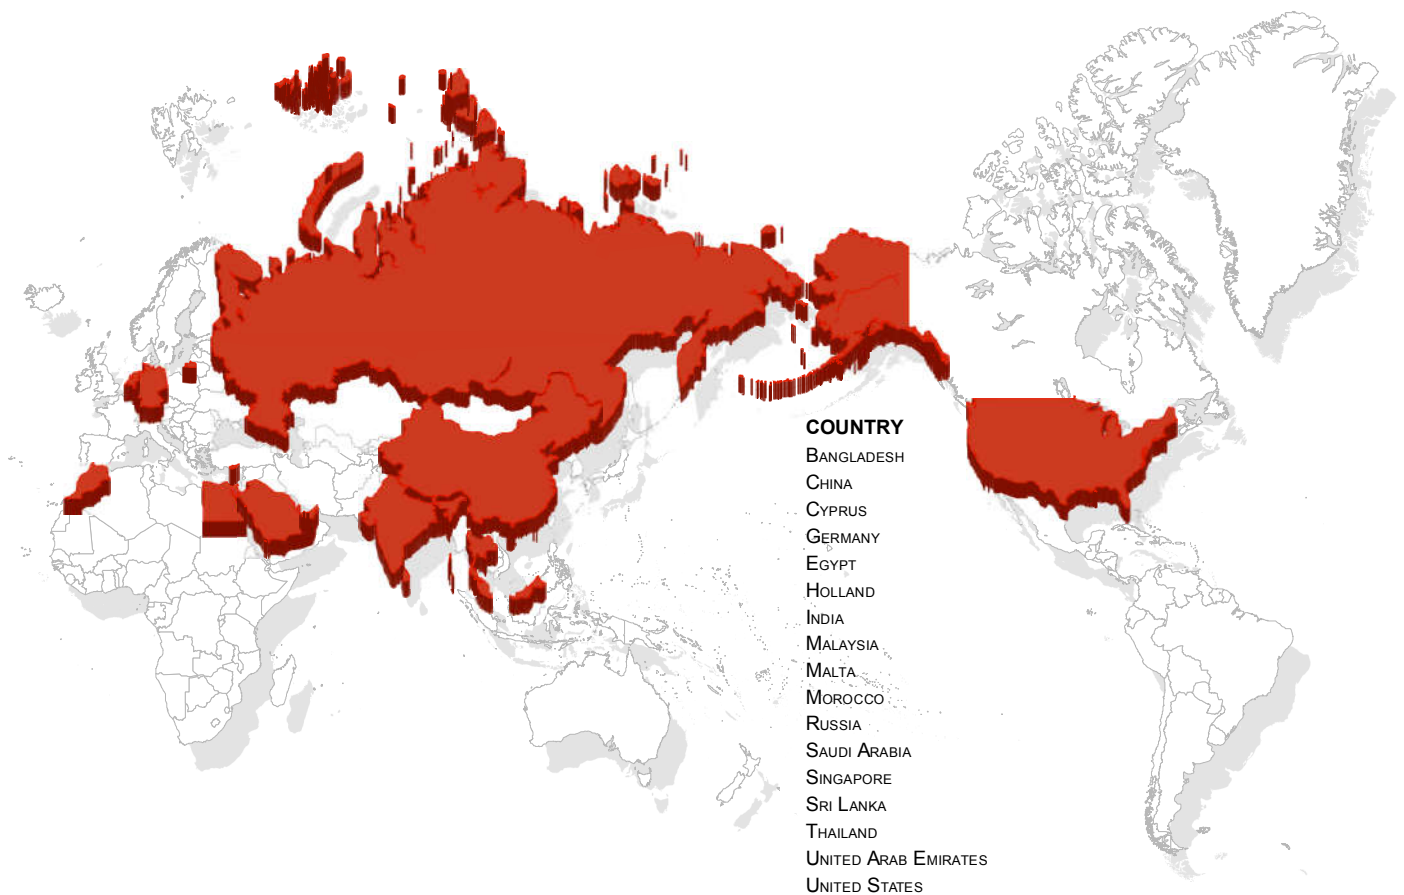 COUNTRY
BANGLADESH
CHINA
CYPRUS
GERMANY
EGYPT
HOLLAND
INDIA
MALAYSIA
MALTA
MOROCCO
RUSSIA
SAUDI ARABIA
SINGAPORE
SRI LANKA
THAILAND
UNITED ARAB EMIRATES
UNITED STATES